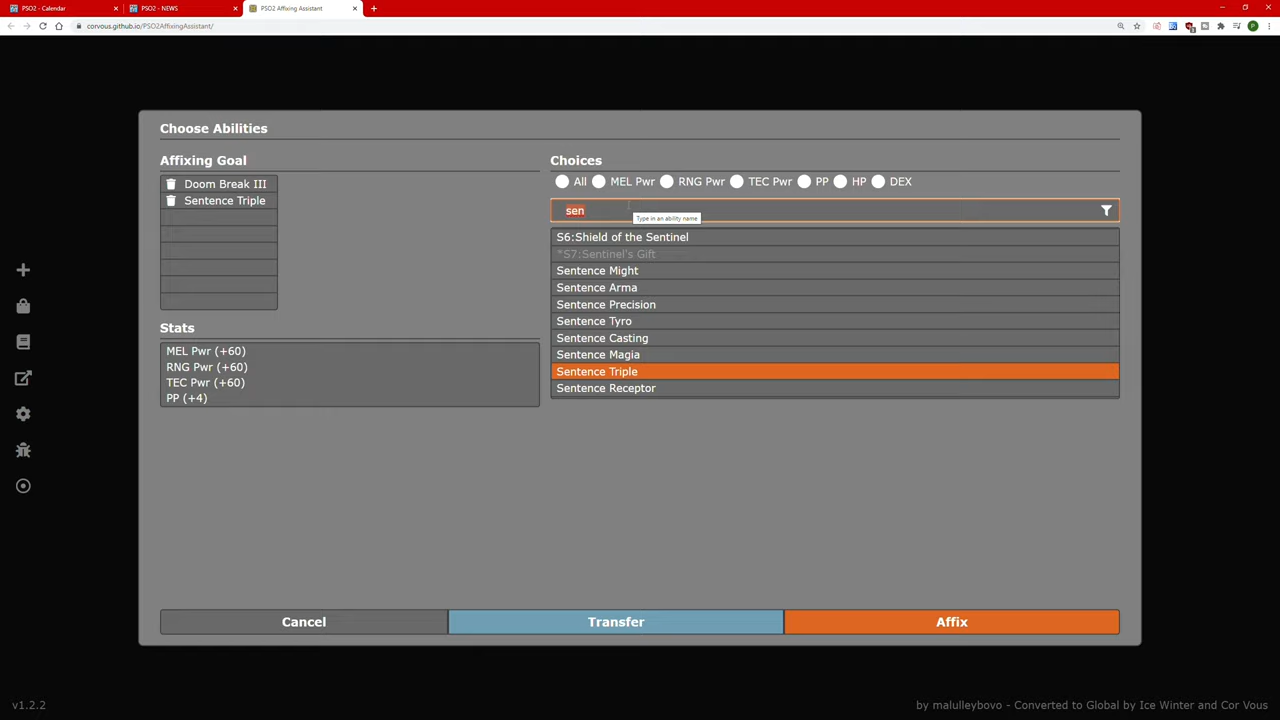 PSO2 - Calendar
PSO2 - NEWS
PSO2 Affixing Assistant
corvous.github.io/PSO2AffixingAssistant/
Choose Abilities
Affixing Goal
Doom Break III
Sentence Triple
Stats
MEL Pwr (+60)
RNG Pwr (+60)
TEC Pwr (+60)
PP (+4)
Choices
All MEL Pwr RNG Pwr TEC Pwr PP HP DEX
sen
Type in an ability name
S6:Shield of the Sentinel
*S7:Sentinel's Gift
Sentence Might
Sentence Arma
Sentence Precision
Sentence Tyro
Sentence Casting
Sentence Magia
Sentence Triple
Sentence Receptor
Cancel
Transfer
Affix
v1.2.2
by malulleybovo - Converted to Global by Ice Winter and Cor Vous